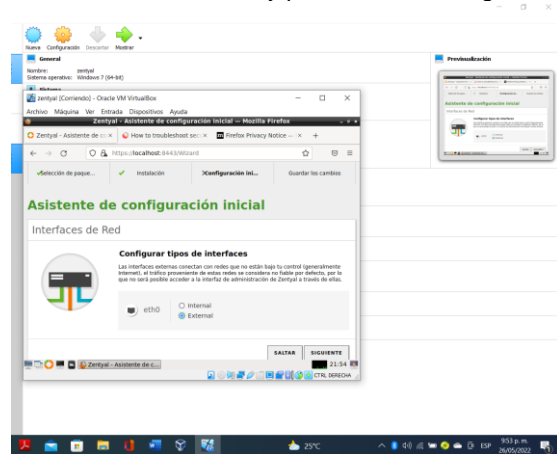 Nueva Configuración Descartar Mostrar
General
Nombre: zentyal
Sistema operativo: Windows 7 (64-bit)
Previsualización
Sistema
zentyal [Corriendo] - Oracle VM VirtualBox
Archivo Máquina Ver Entrada Dispositivos Ayuda
Zentyal - Asistente de configuración inicial — Mozilla Firefox
Zentyal - Asistente de c
How to troubleshoot sec
Firefox Privacy Notice —
https://localhost:8443/Wizard
Selección de paque...
Instalación
Configuración ini...
Guardar los cambios
Asistente de configuración inicial
Interfaces de Red
Configurar tipos de interfaces
Las interfaces externas conectan con redes que no están bajo tu control (generalmente
Internet), el tráfico proveniente de estas redes se considera no fiable por defecto, por lo
que no será posible acceder a la interfaz de administración de Zentyal a través de ellas.
eth0
Internal
External
SALTAR SIGUIENTE
Zentyal - Asistente de c...
21:54
CTRL DERECHA
25°C
ESP
9:53 p. m.
26/05/2022